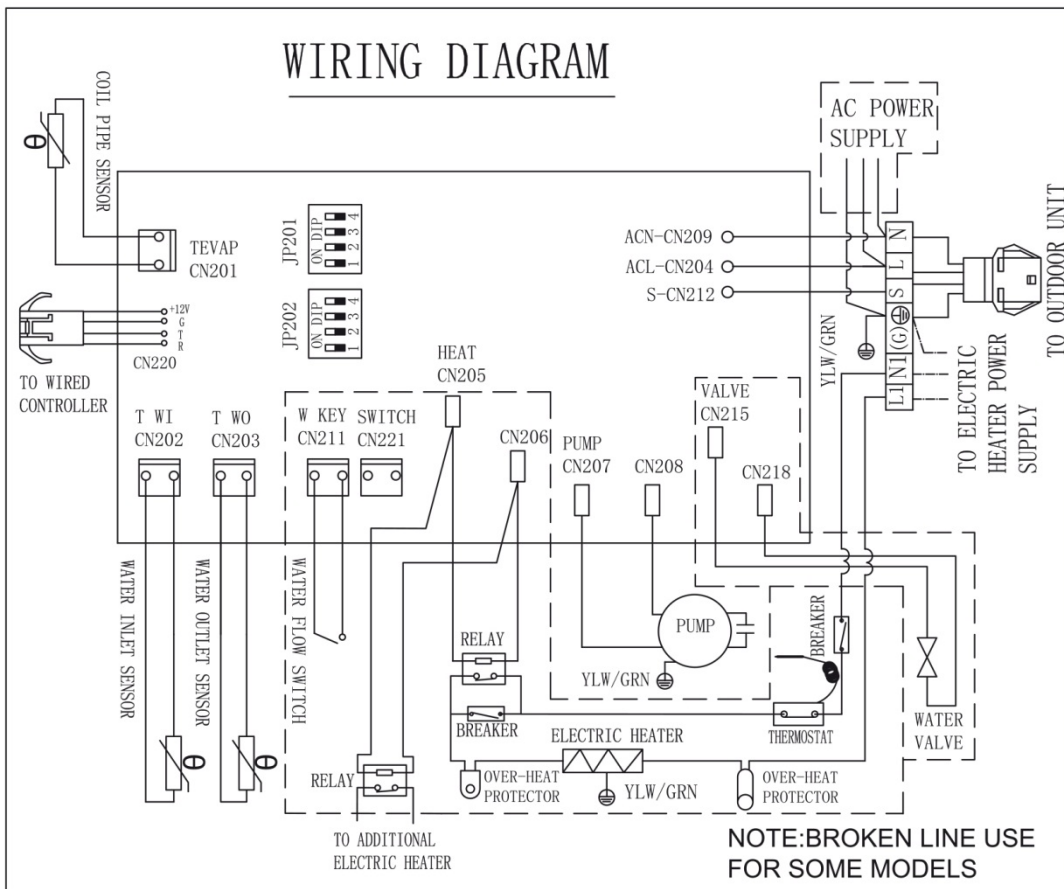 WIRING DIAGRAM
COIL PIPE SENSOR
AC POWER
SUPPLY
TEVAP
CN201
JP201
ON DIP
1 2 3 4
JP202
ON DIP
1 2 3 4
ACN-CN209
ACL-CN204
S-CN212
N
L
S
(G)
N1
L1
YLW/GRN
TO OUTDOOR UNIT
TO ELECTRIC
HEATER POWER
SUPPLY
+12V
G
T
R
CN220
TO WIRED
CONTROLLER
HEAT
CN205
CN206
T WI
CN202
T WO
CN203
W KEY
CN211
SWITCH
CN221
PUMP
CN207
CN208
VALVE
CN215
CN218
WATER INLET SENSOR
WATER OUTLET SENSOR
WATER FLOW SWITCH
θ
θ
θ
RELAY
BREAKER
PUMP
YLW/GRN
BREAKER
THERMOSTAT
WATER
VALVE
ELECTRIC HEATER
YLW/GRN
OVER-HEAT
PROTECTOR
OVER-HEAT
PROTECTOR
RELAY
TO ADDITIONAL
ELECTRIC HEATER
NOTE:BROKEN LINE USE
FOR SOME MODELS